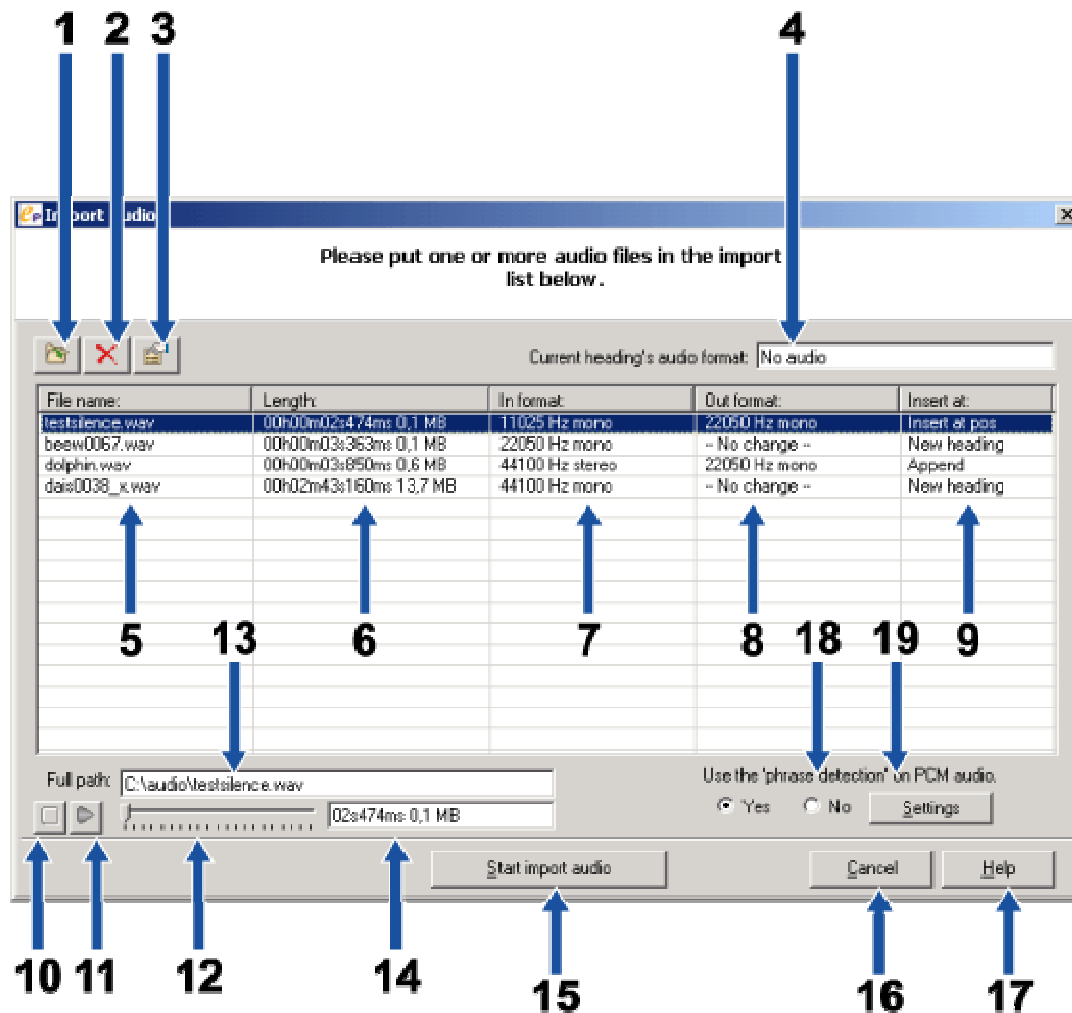 1 2 3 4
Import Audio
Please put one or more audio files in the import
list below.
Current heading's audio format: No audio
File name: Length: In format: Out format: Insert at:
testsilence.wav 00h00m02s474ms 0,1 MB 11025 Hz mono 22050 Hz mono Insert at pos
beew0067.wav 00h00m03s363ms 0,1 MB 22050 Hz mono -- No change -- New heading
dolphin.wav 00h00m03s850ms 0,6 MB 44100 Hz stereo 22050 Hz mono Append
dais0038_x.wav 00h02m43s160ms 13,7 MB 44100 Hz mono -- No change -- New heading
5 13 6 7 8 18 19 9
Full path: C:\audio\testsilence.wav
Use the "phrase detection" on PCM audio.
02s474ms 0,1 MB
Yes No Settings
Start import audio Cancel Help
10 11 12 14 15 16 17